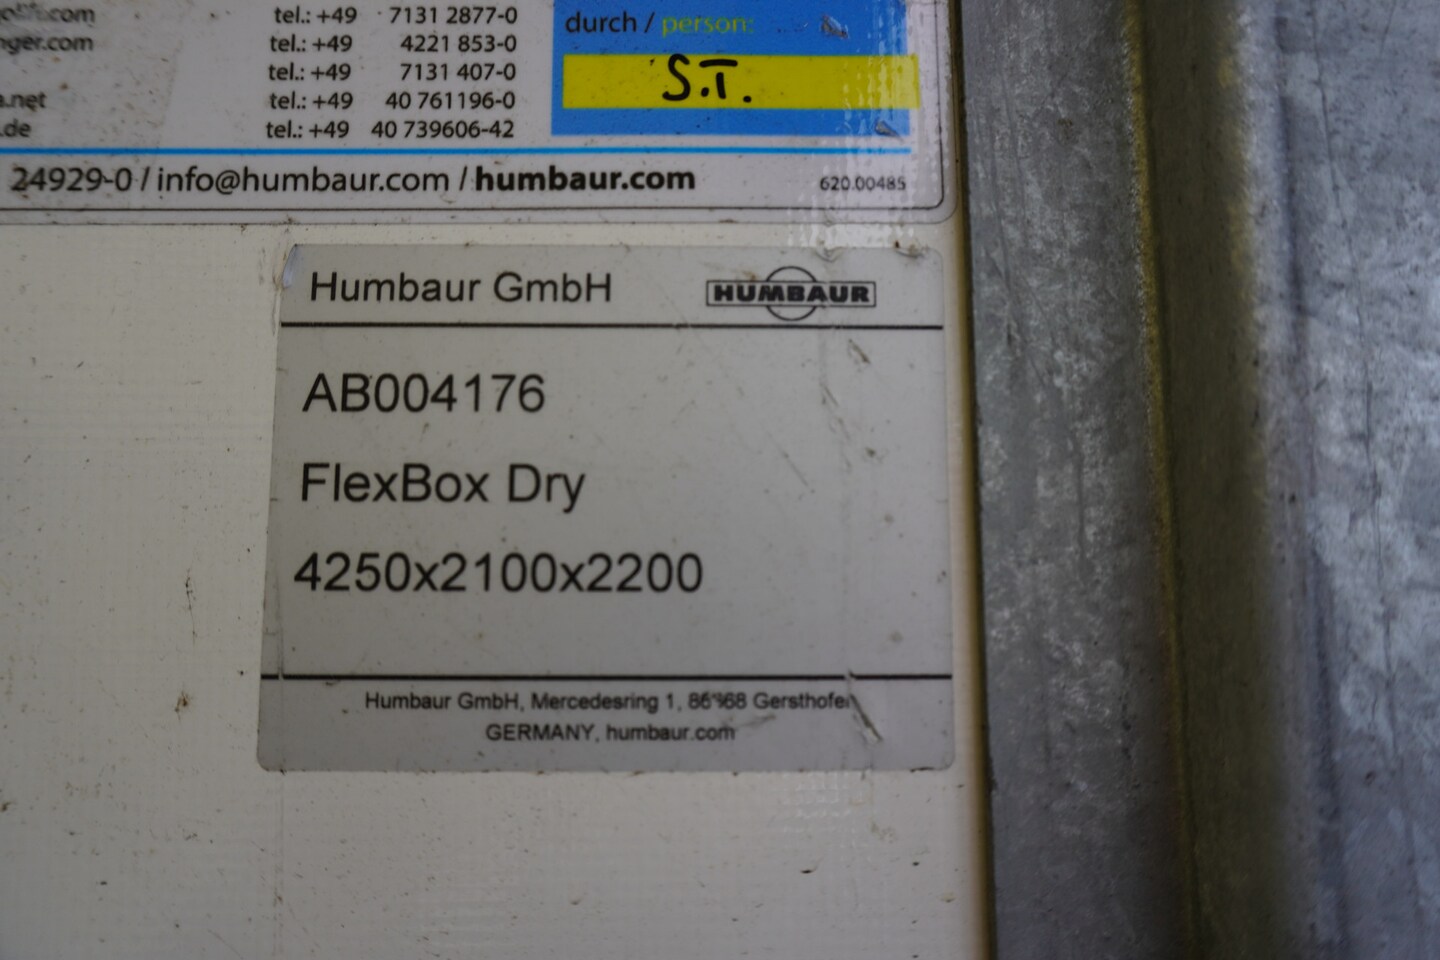 tel.: +49 7131 2877-0
nger.com tel.: +49 4221 853-0
tel.: +49 7131 407-0
a.net tel.: +49 40 761196-0
.de tel.: +49 40 739606-42
durch / person:
S.T.
24929-0 / info@humbaur.com / humbaur.com
620.00485
Humbaur GmbH
HUMBAUR
AB004176
FlexBox Dry
4250x2100x2200
Humbaur GmbH, Mercedesring 1, 86368 Gersthofen
GERMANY, humbaur.com